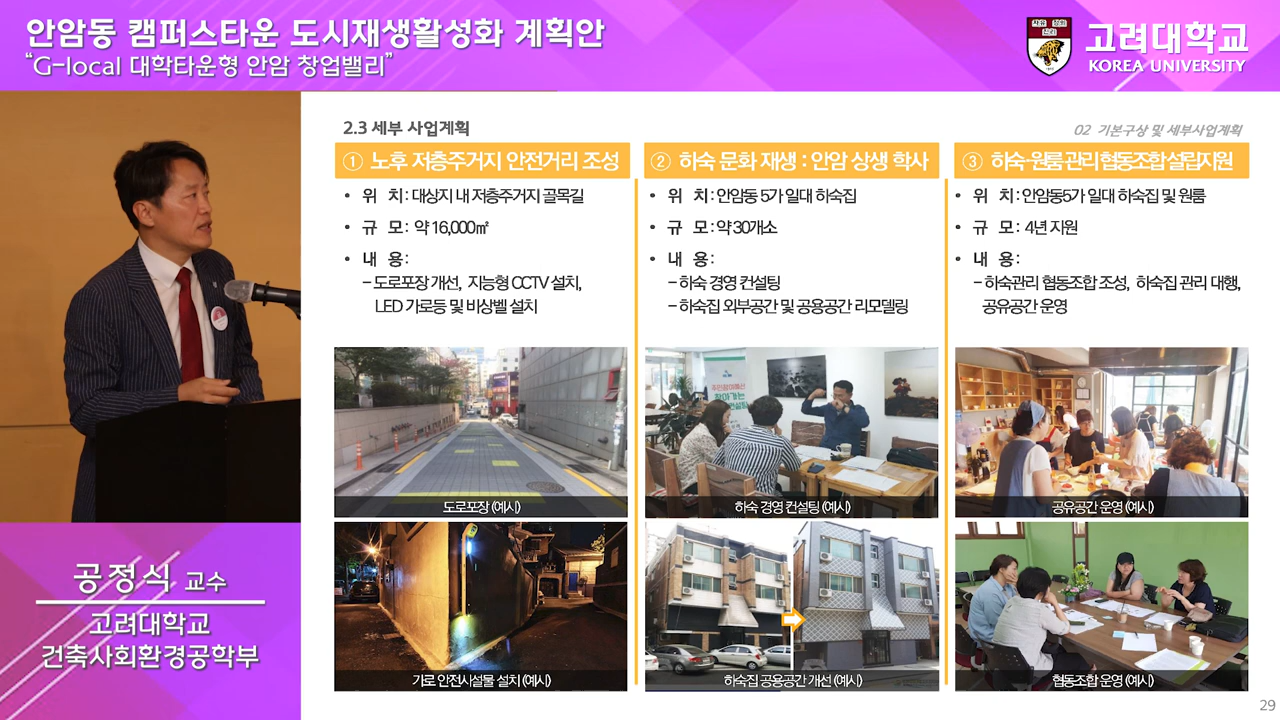 안암동 캠퍼스타운 도시재생활성화 계획안
“G-local 대학타운형 안암 창업밸리”
자유 정의
진리
고려대학교
KOREA UNIVERSITY
2.3 세부 사업계획
02 기본구상 및 세부사업계획
① 노후 저층주거지 안전거리 조성
• 위 치 : 대상지 내 저층주거지 골목길
• 규 모 : 약 16,000㎡
• 내 용 :
– 도로포장 개선, 지능형 CCTV 설치,
LED 가로등 및 비상벨 설치
도로포장 (예시)
가로 안전시설물 설치 (예시)
② 하숙 문화 재생 : 안암 상생 학사
• 위 치 : 안암동 5가 일대 하숙집
• 규 모 : 약 30개소
• 내 용 :
– 하숙 경영 컨설팅
– 하숙집 외부공간 및 공용공간 리모델링
찾아가는
컨설팅
하숙 경영 컨설팅 (예시)
하숙집 공용공간 개선 (예시)
③ 하숙-원룸 관리 협동조합 설립지원
• 위 치 : 안암동5가 일대 하숙집 및 원룸
• 규 모 : 4년 지원
• 내 용 :
– 하숙관리 협동조합 조성, 하숙집 관리 대행,
공유공간 운영
공유공간 운영 (예시)
협동조합 운영 (예시)
공정식 교수
고려대학교
건축사회환경공학부
29